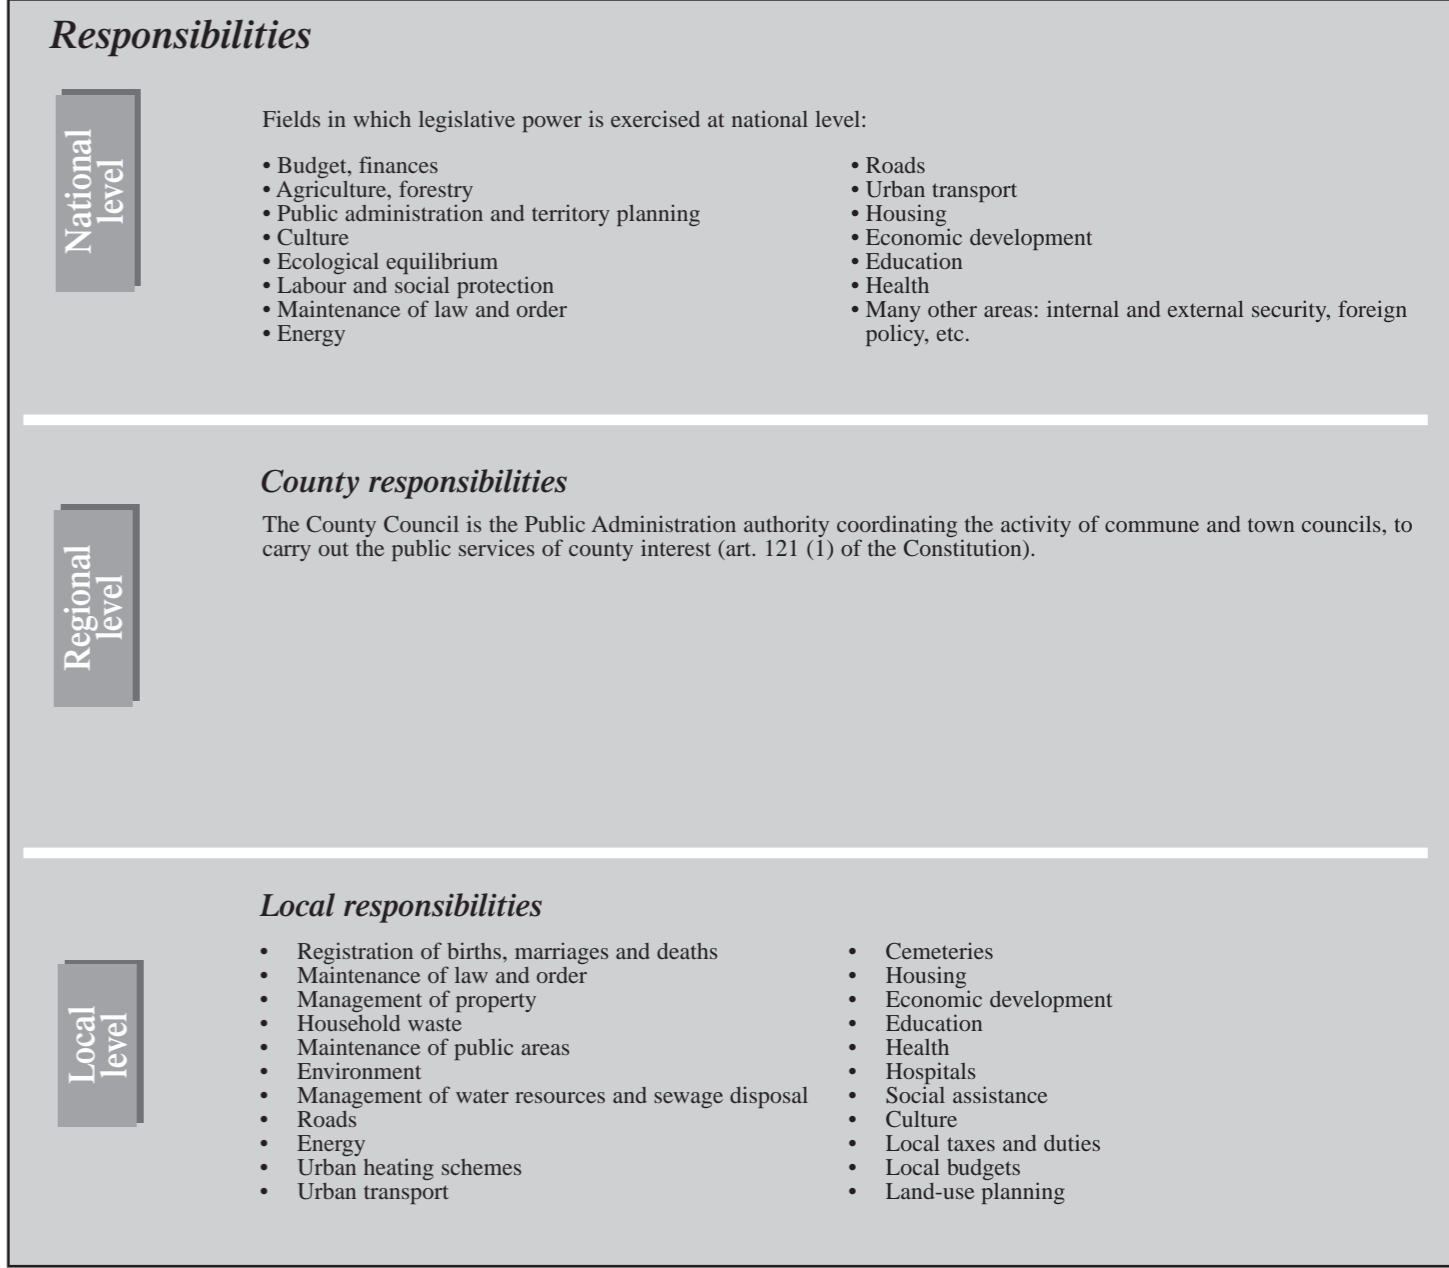 Responsibilities
National
level
Fields in which legislative power is exercised at national level:
• Budget, finances
• Agriculture, forestry
• Public administration and territory planning
• Culture
• Ecological equilibrium
• Labour and social protection
• Maintenance of law and order
• Energy
• Roads
• Urban transport
• Housing
• Economic development
• Education
• Health
• Many other areas: internal and external security, foreign
policy, etc.
Regional
level
County responsibilities
The County Council is the Public Administration authority coordinating the activity of commune and town councils, to
carry out the public services of county interest (art. 121 (1) of the Constitution).
Local
level
Local responsibilities
• Registration of births, marriages and deaths
• Maintenance of law and order
• Management of property
• Household waste
• Maintenance of public areas
• Environment
• Management of water resources and sewage disposal
• Roads
• Energy
• Urban heating schemes
• Urban transport
• Cemeteries
• Housing
• Economic development
• Education
• Health
• Hospitals
• Social assistance
• Culture
• Local taxes and duties
• Local budgets
• Land-use planning